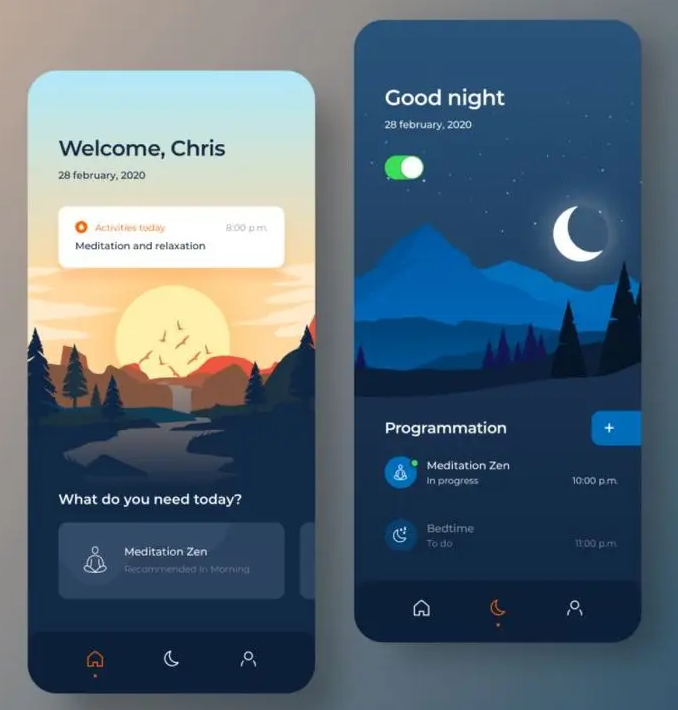 Welcome, Chris
28 february, 2020
Activities today
8:00 p.m.
Meditation and relaxation
What do you need today?
Meditation Zen
Recommended In Morning
Good night
28 february, 2020
Programmation
+
Meditation Zen
In progress
10:00 p.m.
Bedtime
To do
11:00 p.m.